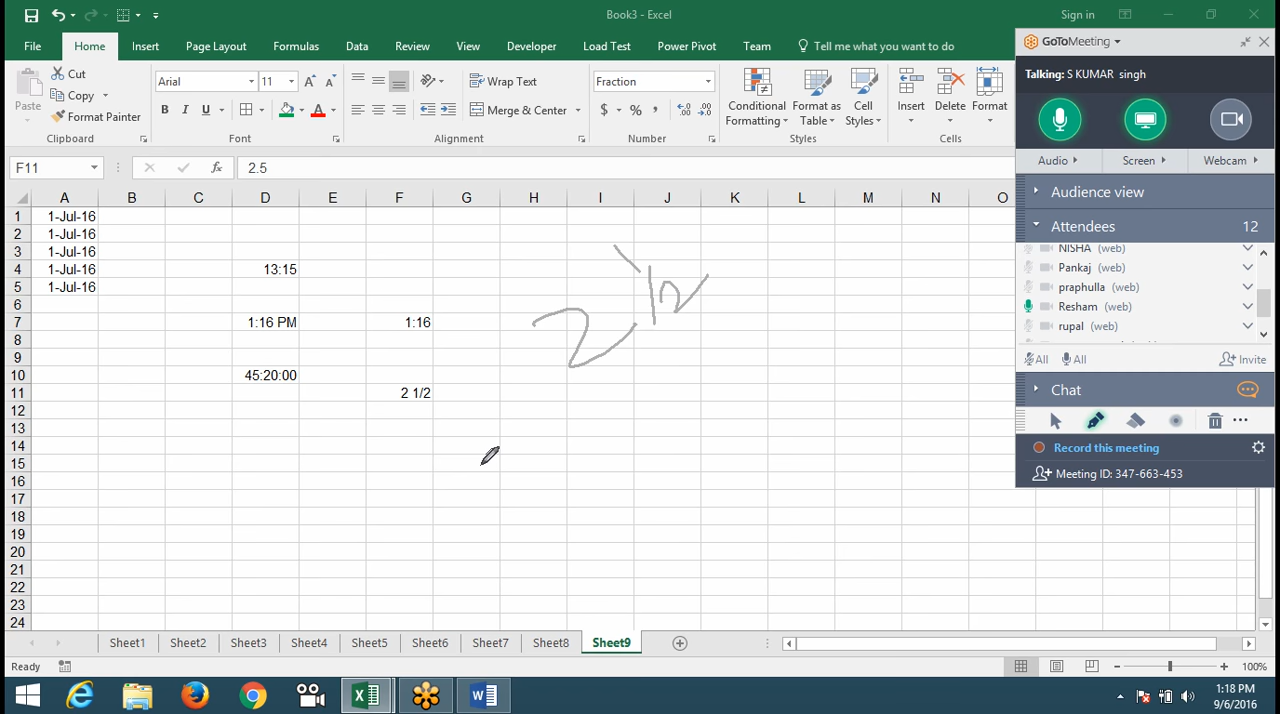 Book3 - Excel
Sign in
File Home Insert Page Layout Formulas Data Review View Developer Load Test Power Pivot Team Tell me what you want to do
Paste
Cut
Copy
Format Painter
Clipboard
Arial 11
B I U
Font
Wrap Text
Merge & Center
Alignment
Fraction
$ % ,
Number
Conditional Formatting
Format as Table
Cell Styles
Styles
Insert Delete Format
Cells
F11 fx 2.5
A B C D E F G H I J K L M N O
1 1-Jul-16
2 1-Jul-16
3 1-Jul-16
4 1-Jul-16 13:15
5 1-Jul-16
6
7 1:16 PM 1:16
8
9
10 45:20:00
11 2 1/2
12
13
14
15
16
17
18
19
20
21
22
23
24
2 1/2
Sheet1 Sheet2 Sheet3 Sheet4 Sheet5 Sheet6 Sheet7 Sheet8 Sheet9
Ready 100%
GoToMeeting
Talking: S KUMAR singh
Audio Screen Webcam
Audience view
Attendees 12
NISHA (web)
Pankaj (web)
praphulla (web)
Resham (web)
rupal (web)
All All Invite
Chat
Record this meeting
Meeting ID: 347-663-453
1:18 PM
9/6/2016